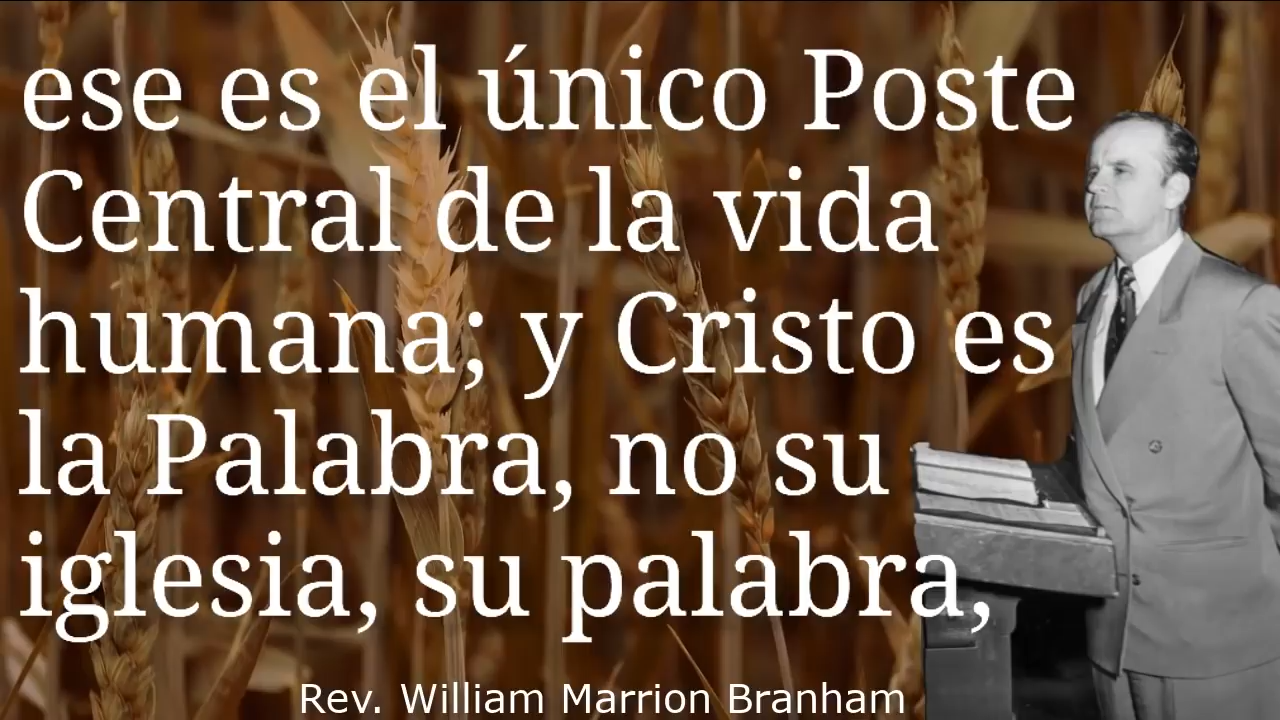 ese es el único Poste
Central de la vida
humana; y Cristo es
la Palabra, no su
iglesia, su palabra,
Rev. William Marrion Branham